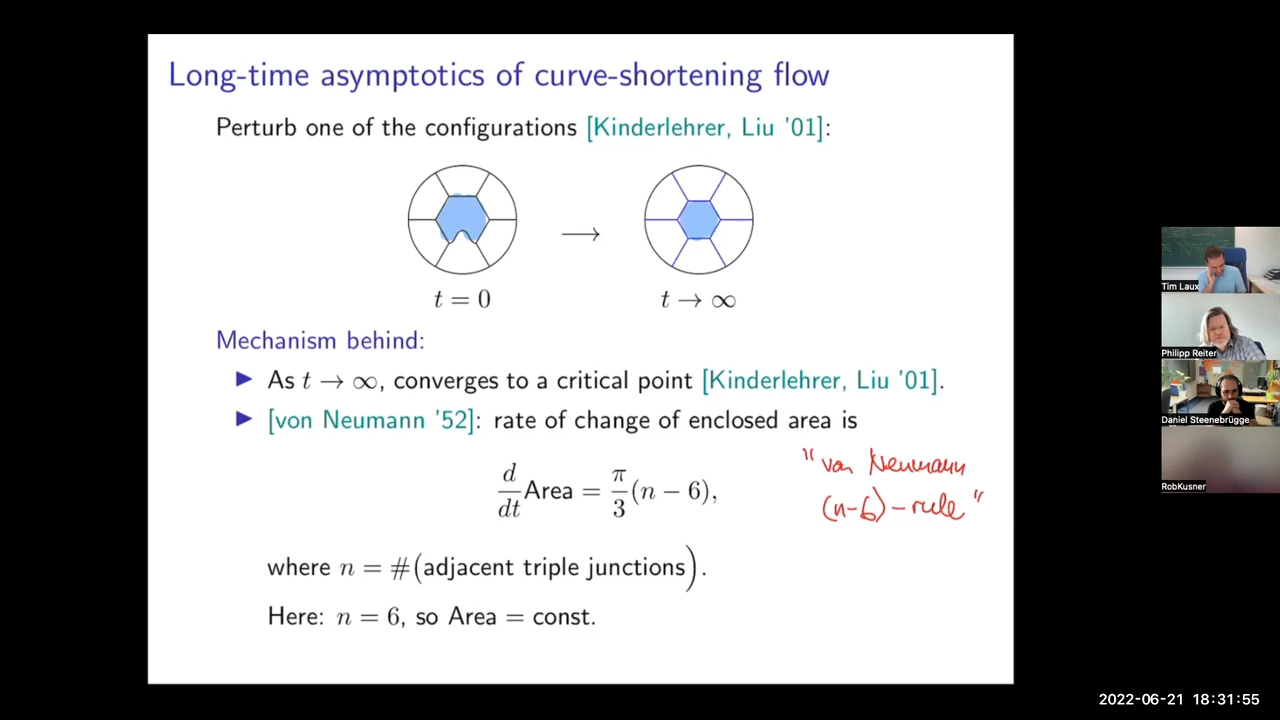 Long-time asymptotics of curve-shortening flow
Perturb one of the configurations [Kinderlehrer, Liu '01]:
⟶
t = 0
t → ∞
Mechanism behind:
▶ As t → ∞, converges to a critical point [Kinderlehrer, Liu '01].
▶ [von Neumann '52]: rate of change of enclosed area is
d/dt Area = π/3 (n − 6),
"von Neumann
(n-6)-rule"
where n = #(adjacent triple junctions).
Here: n = 6, so Area = const.
Tim Laux
Philipp Reiter
Daniel Steenebrügge
RobKusner
2022-06-21 18:31:55